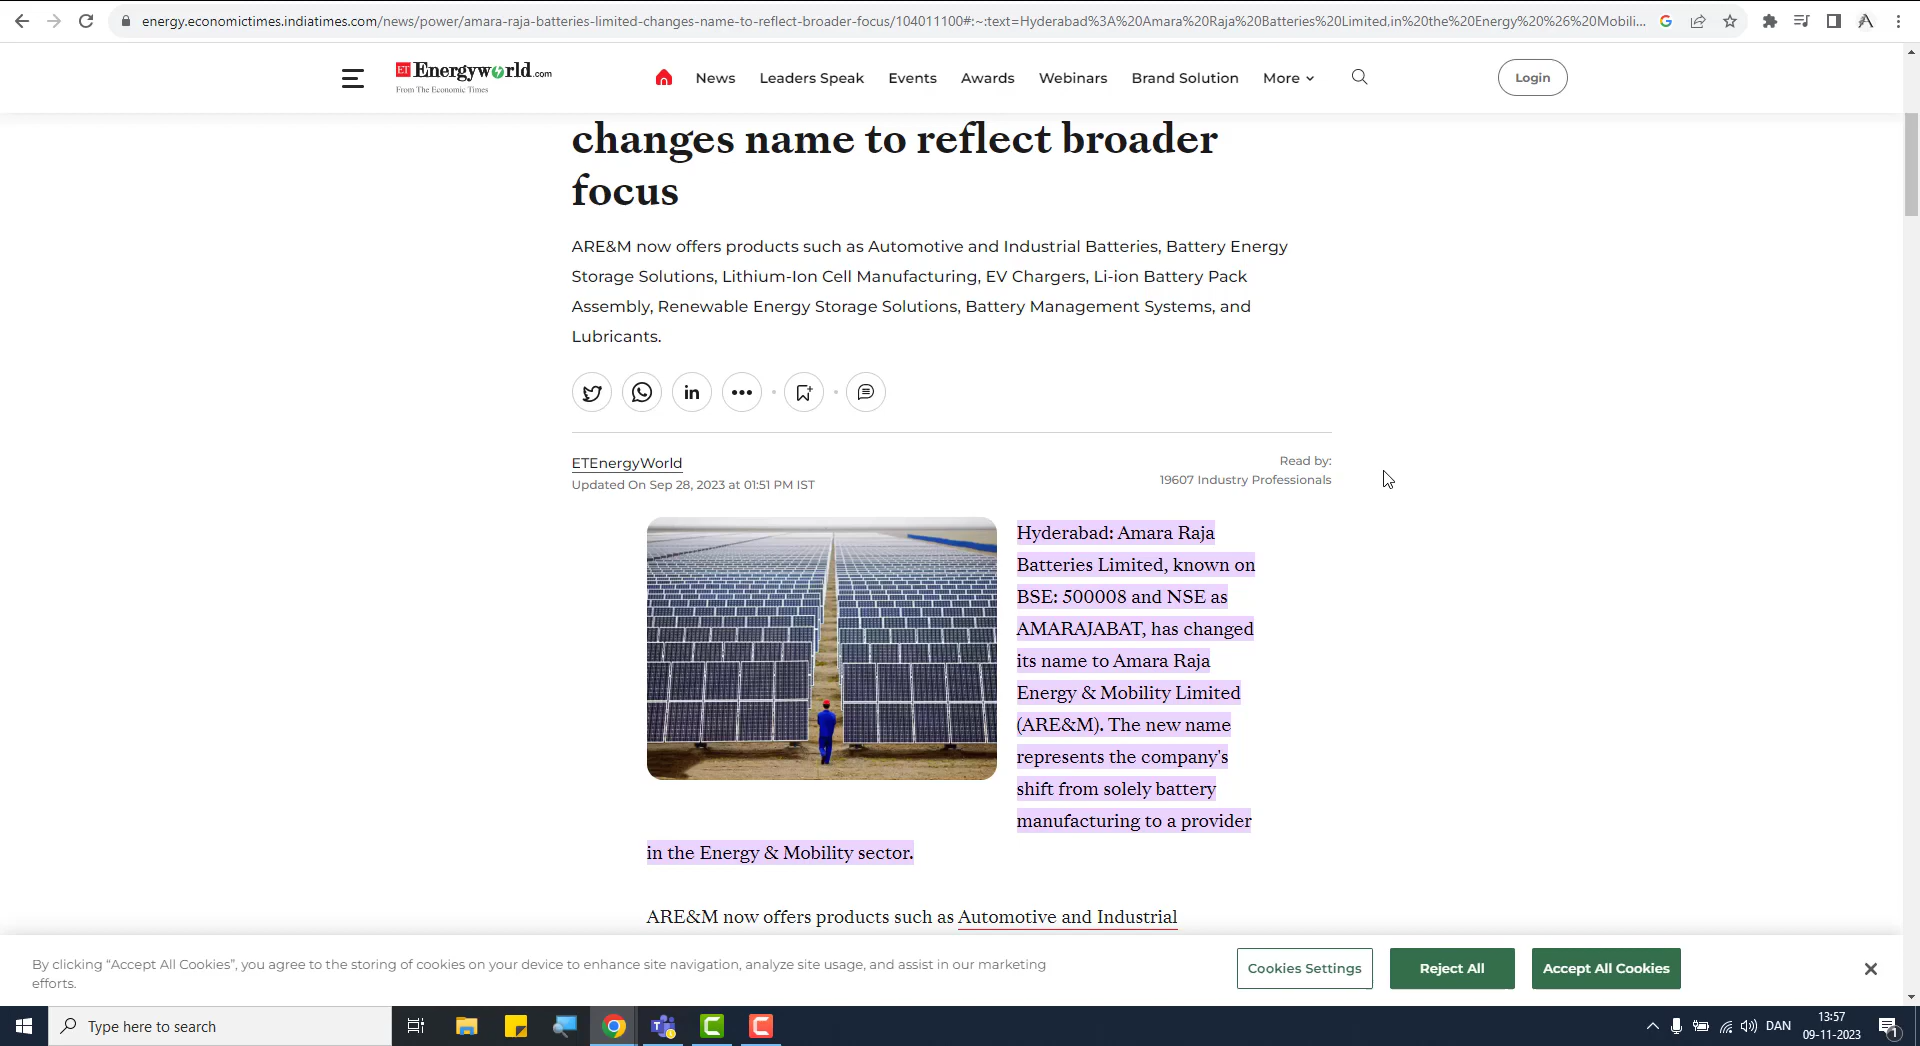 energy.economictimes.indiatimes.com/news/power/amara-raja-batteries-limited-changes-name-to-reflect-broader-focus/104011100#:~:text=Hyderabad%3A%20Amara%20Raja%20Batteries%20Limited,in%20the%20Energy%20%26%20Mobili...
ET Energyworld.com
From The Economic Times
News Leaders Speak Events Awards Webinars Brand Solution More Login
changes name to reflect broader
focus
ARE&M now offers products such as Automotive and Industrial Batteries, Battery Energy
Storage Solutions, Lithium-Ion Cell Manufacturing, EV Chargers, Li-ion Battery Pack
Assembly, Renewable Energy Storage Solutions, Battery Management Systems, and
Lubricants.
ETEnergyWorld
Updated On Sep 28, 2023 at 01:51 PM IST
Read by:
19607 Industry Professionals
Hyderabad: Amara Raja
Batteries Limited, known on
BSE: 500008 and NSE as
AMARAJABAT, has changed
its name to Amara Raja
Energy & Mobility Limited
(ARE&M). The new name
represents the company's
shift from solely battery
manufacturing to a provider
in the Energy & Mobility sector.
ARE&M now offers products such as Automotive and Industrial
By clicking “Accept All Cookies”, you agree to the storing of cookies on your device to enhance site navigation, analyze site usage, and assist in our marketing
efforts.
Cookies Settings
Reject All
Accept All Cookies
Type here to search
DAN
13:57
09-11-2023
1